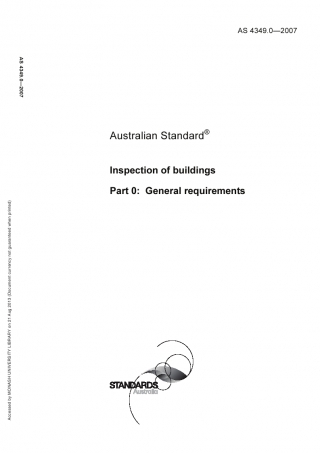 AS 4349.0—2007
AS 4349.0—2007
Australian Standard®
Inspection of buildings
Part 0: General requirements
Accessed by MONASH UNIVERSITY LIBRARY on 21 Aug 2010 (Document currency not guaranteed when printed)
STANDARDS
Australia